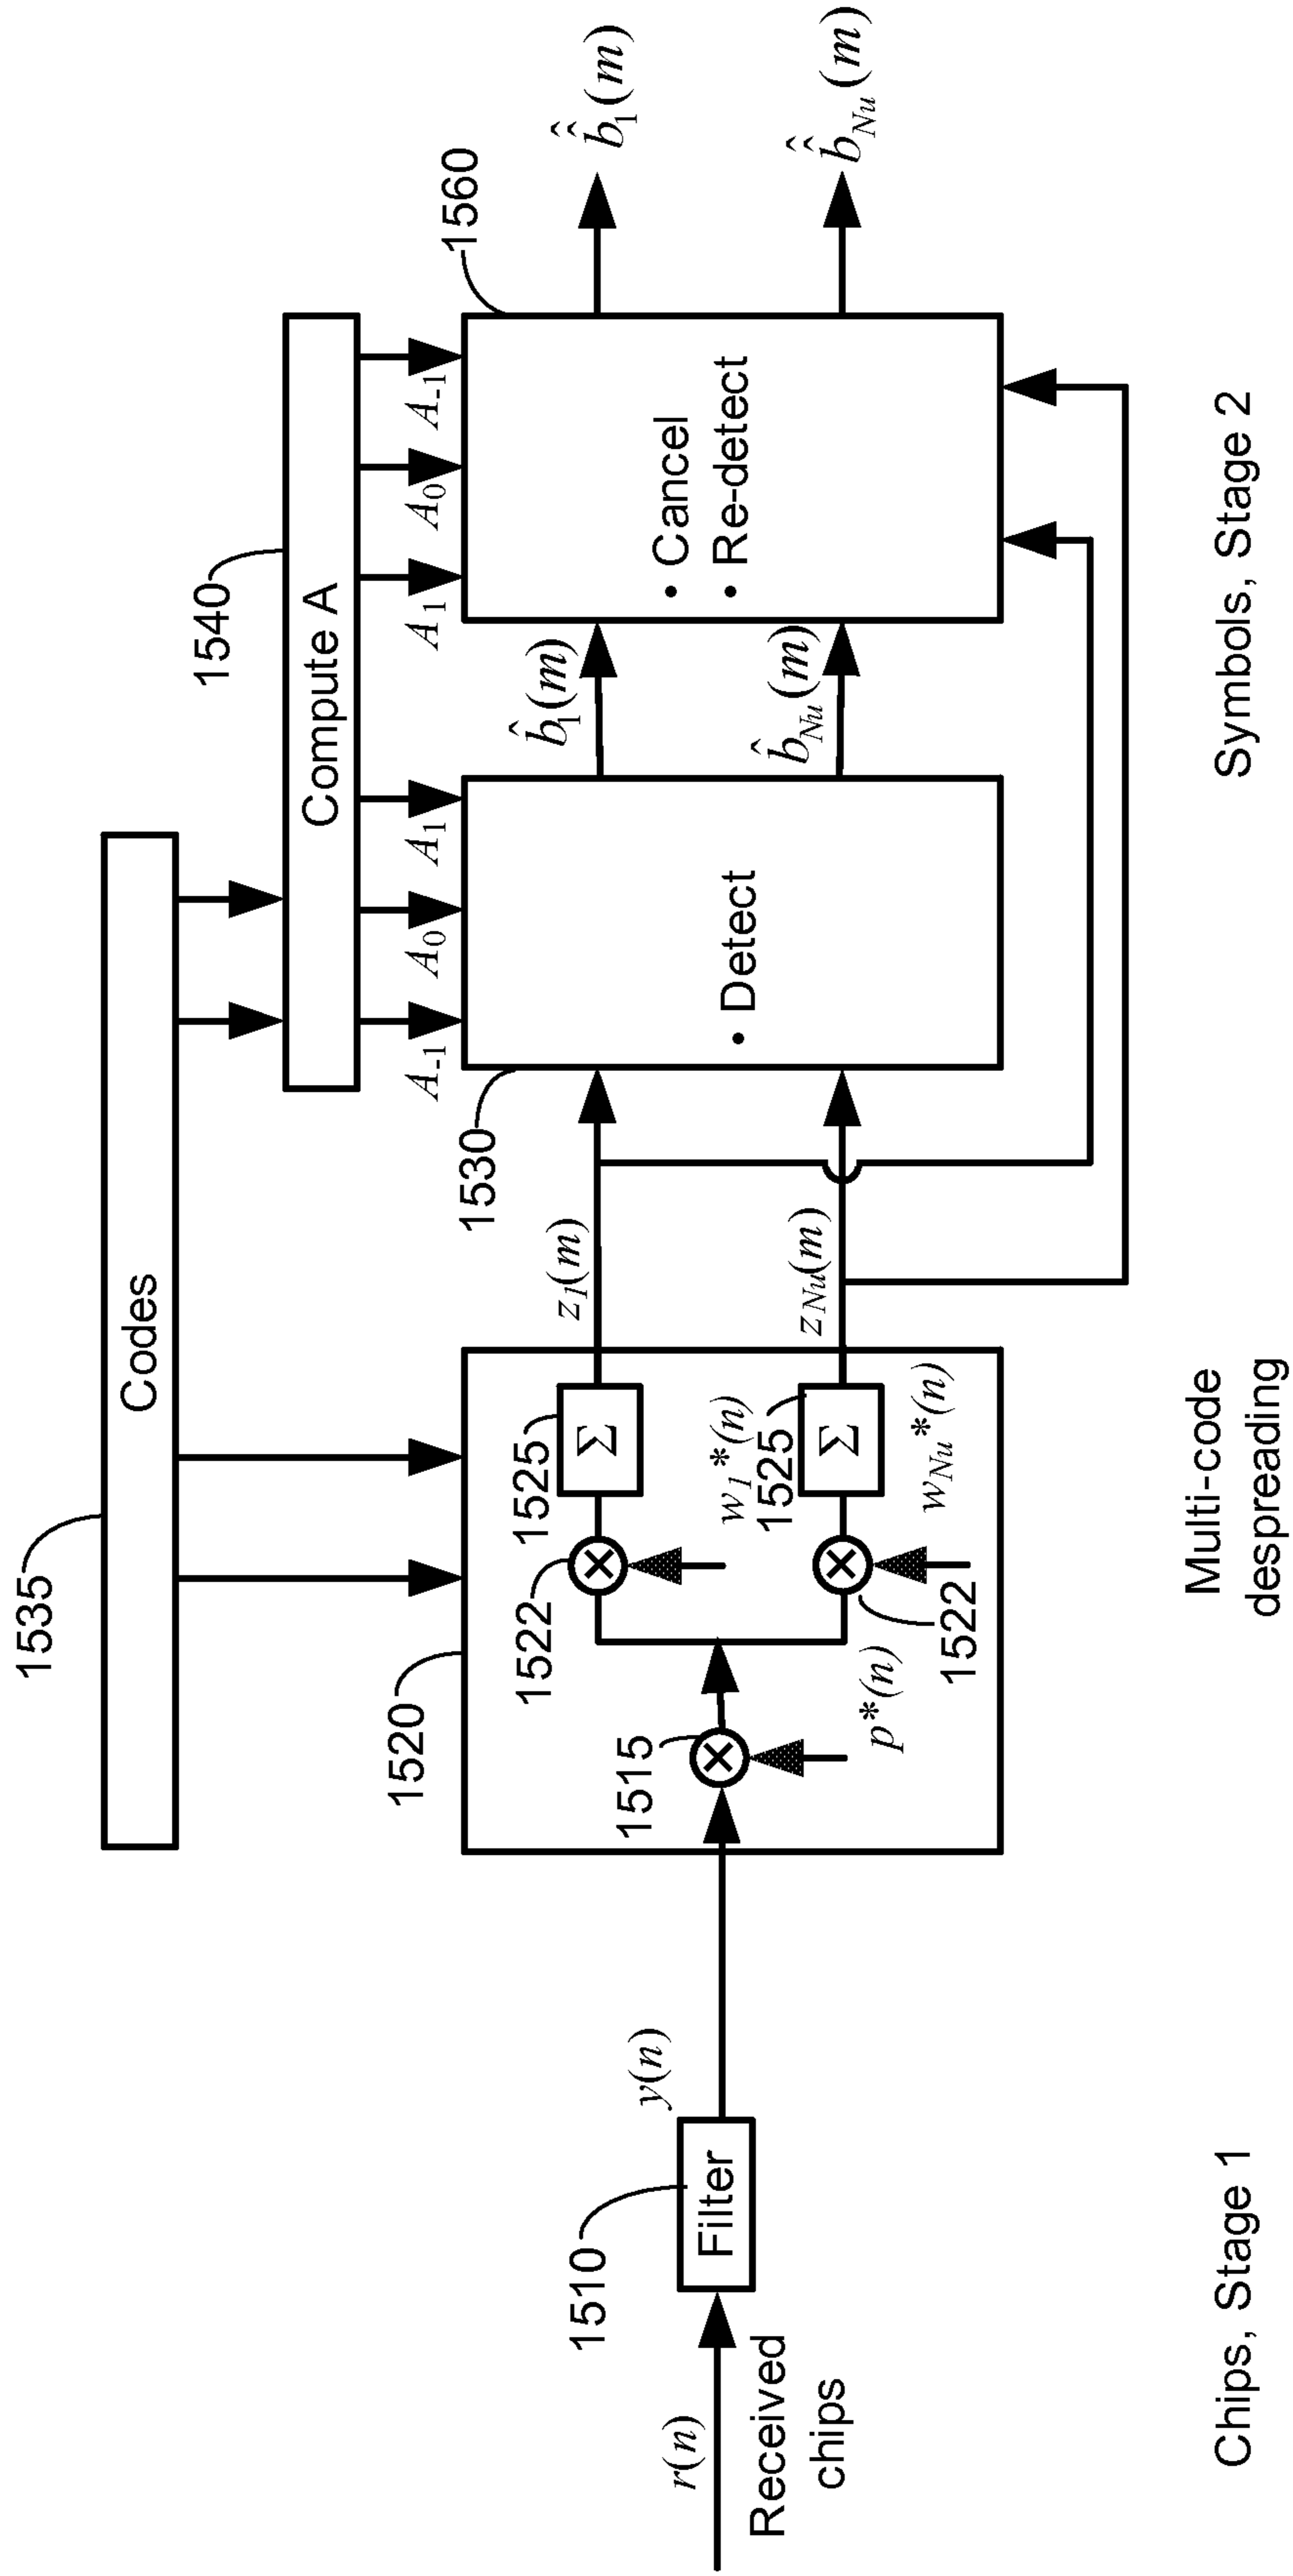 1535
Codes
1540
Compute A
A-1
A0
A1
A1
A0
A-1
1510
r(n)
Received
chips
Filter
y(n)
1520
1515
p*(n)
1522
1525
Σ
w1*(n)
1522
1525
Σ
wNu*(n)
z1(m)
zNu(m)
1530
• Detect
b̂1(m)
b̂Nu(m)
1560
• Cancel
• Re-detect
b̂̂1(m)
b̂̂Nu(m)
Chips, Stage 1
Multi-code
despreading
Symbols, Stage 2